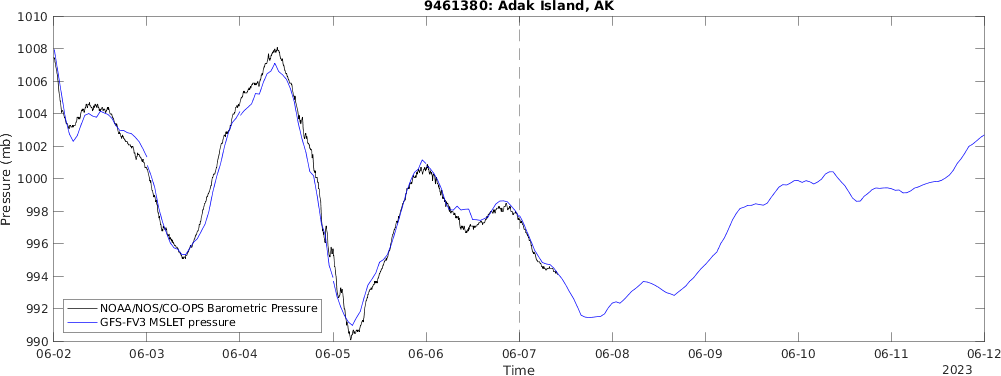 9461380: Adak Island, AK
Pressure (mb)
1010
1008
1006
1004
1002
1000
998
996
994
992
990
NOAA/NOS/CO-OPS Barometric Pressure
GFS-FV3 MSLET pressure
06-02 06-03 06-04 06-05 06-06 06-07 06-08 06-09 06-10 06-11 06-12
Time
2023